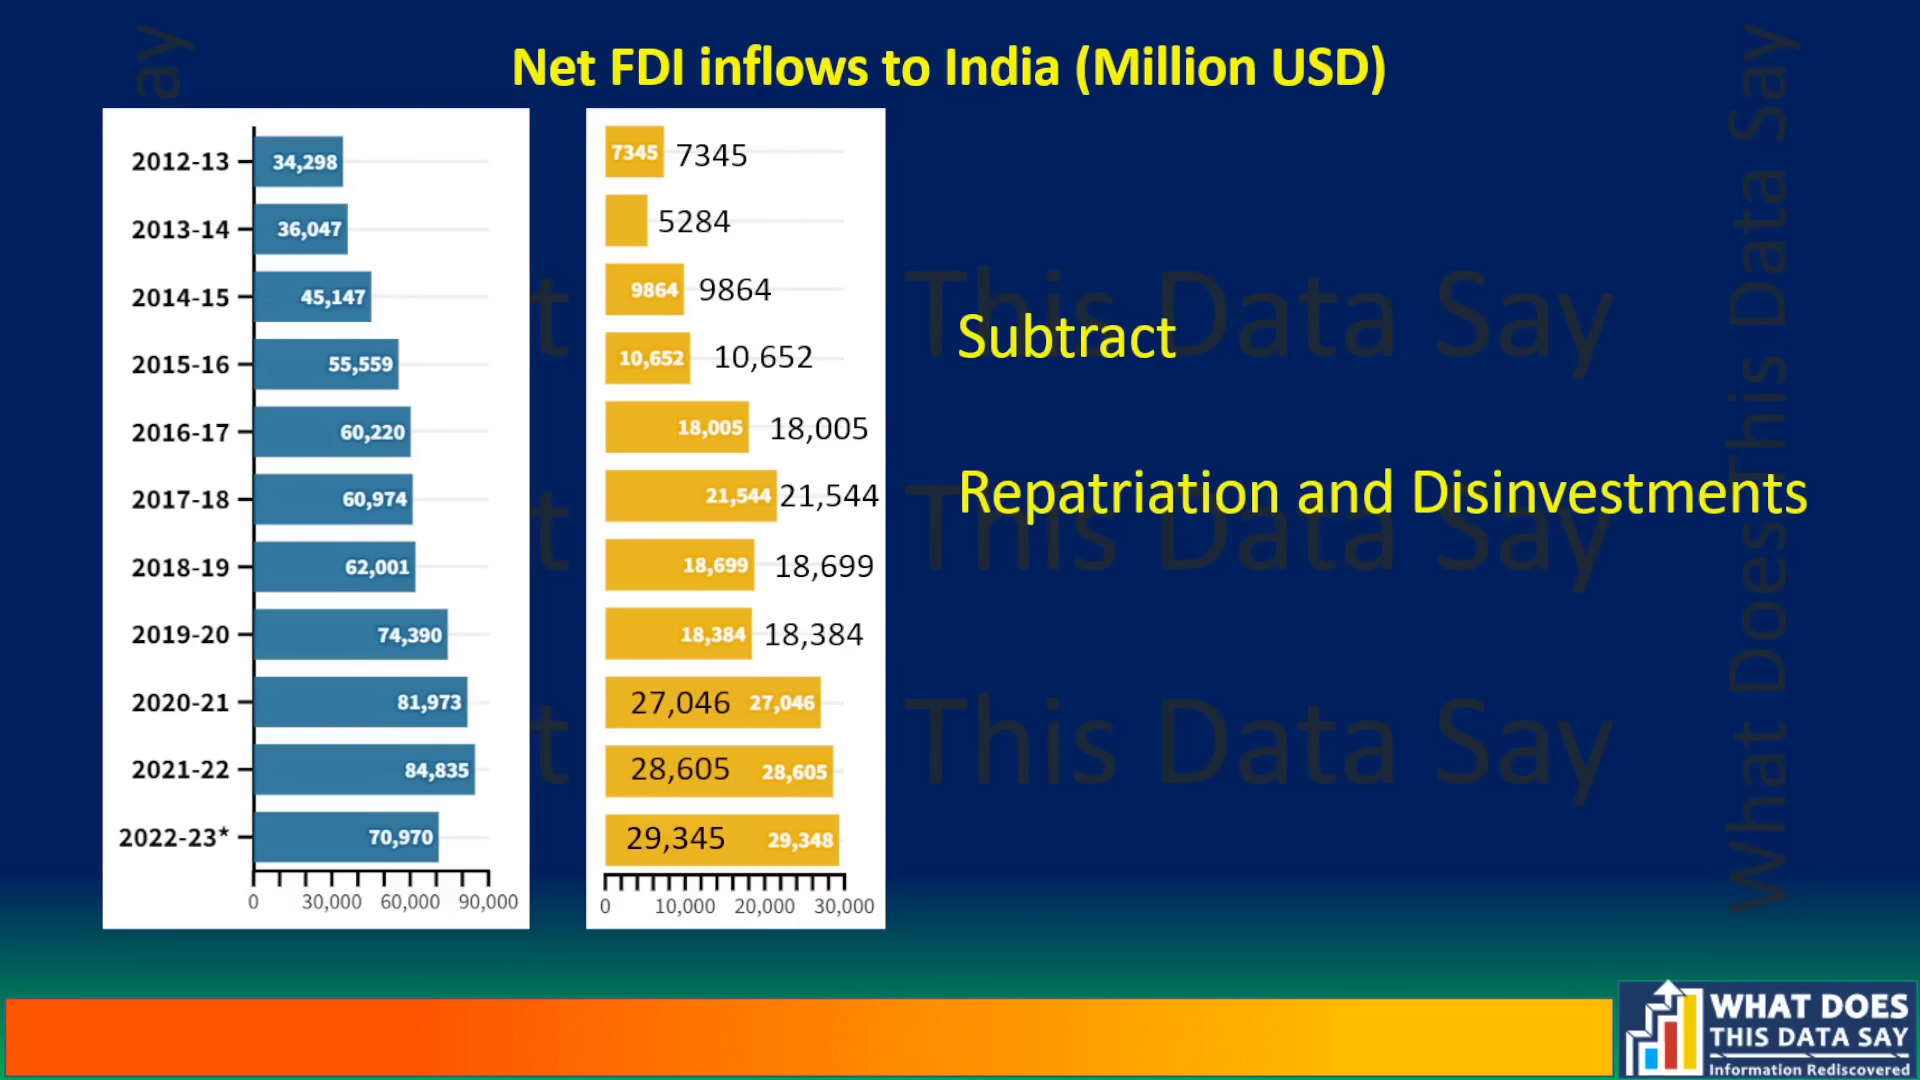 Net FDI inflows to India (Million USD)
2012-13 34,298 7345 7345
2013-14 36,047 5284
2014-15 45,147 9864 9864
2015-16 55,559 10,652 10,652
2016-17 60,220 18,005 18,005
2017-18 60,974 21,544 21,544
2018-19 62,001 18,699 18,699
2019-20 74,390 18,384 18,384
2020-21 81,973 27,046 27,046
2021-22 84,835 28,605 28,605
2022-23* 70,970 29,345 29,348
0 30,000 60,000 90,000
0 10,000 20,000 30,000
Subtract
Repatriation and Disinvestments
ay
t This Data Say
t This Data Say
t This Data Say
What Does This Data Say
WHAT DOES
THIS DATA SAY
Information Rediscovered